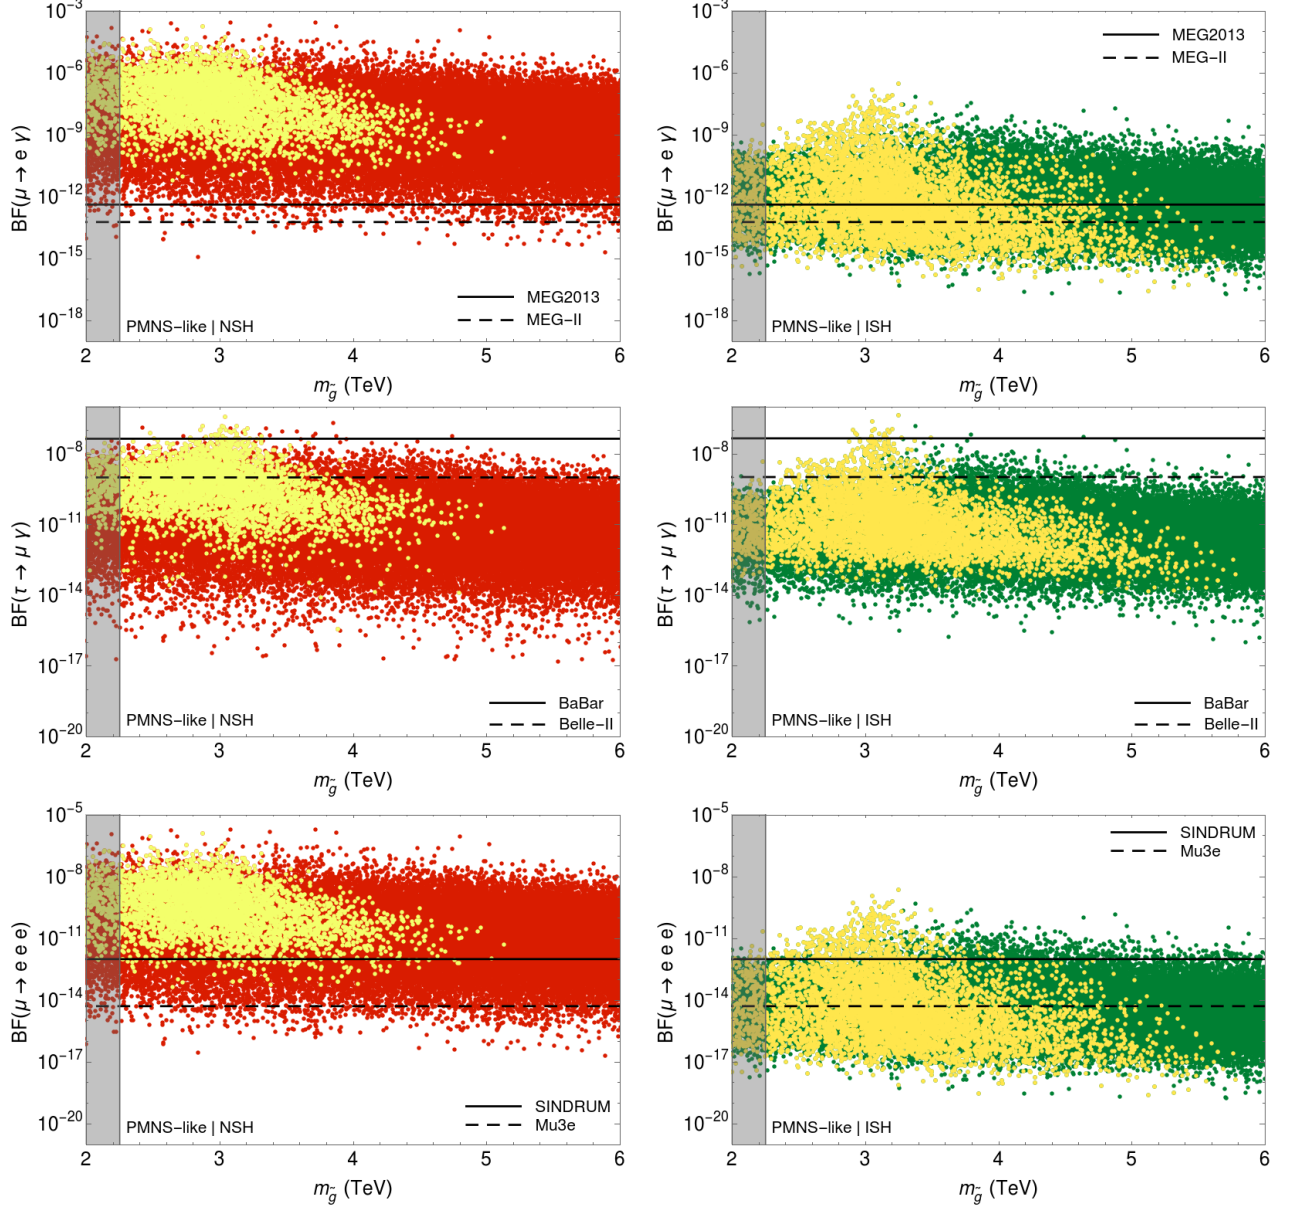 10⁻³
10⁻⁶
10⁻⁹
10⁻¹²
10⁻¹⁵
10⁻¹⁸
BF(μ → e γ)
MEG2013
MEG−II
PMNS−like | NSH
2 3 4 5 6
m_g̃ (TeV)
10⁻³
10⁻⁶
10⁻⁹
10⁻¹²
10⁻¹⁵
10⁻¹⁸
BF(μ → e γ)
MEG2013
MEG−II
PMNS−like | ISH
2 3 4 5 6
m_g̃ (TeV)
10⁻⁸
10⁻¹¹
10⁻¹⁴
10⁻¹⁷
10⁻²⁰
BF(τ → μ γ)
BaBar
Belle−II
PMNS−like | NSH
2 3 4 5 6
m_g̃ (TeV)
10⁻⁸
10⁻¹¹
10⁻¹⁴
10⁻¹⁷
10⁻²⁰
BF(τ → μ γ)
BaBar
Belle−II
PMNS−like | ISH
2 3 4 5 6
m_g̃ (TeV)
10⁻⁵
10⁻⁸
10⁻¹¹
10⁻¹⁴
10⁻¹⁷
10⁻²⁰
BF(μ → e e e)
SINDRUM
Mu3e
PMNS−like | NSH
2 3 4 5 6
m_g̃ (TeV)
10⁻⁵
10⁻⁸
10⁻¹¹
10⁻¹⁴
10⁻¹⁷
10⁻²⁰
BF(μ → e e e)
SINDRUM
Mu3e
PMNS−like | ISH
2 3 4 5 6
m_g̃ (TeV)